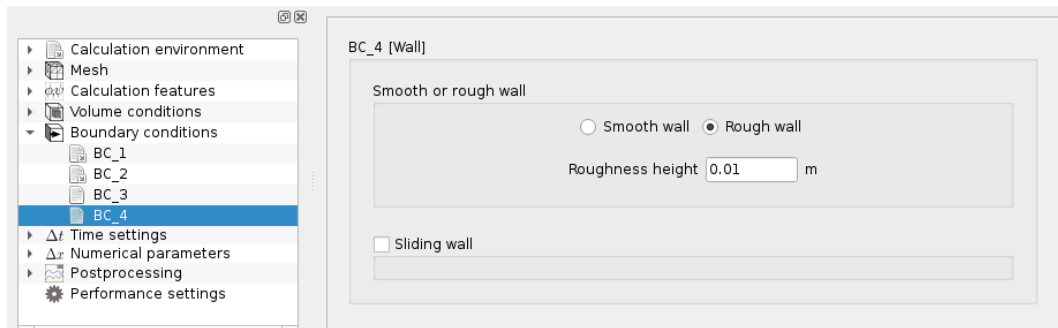 Calculation environment
Mesh
Calculation features
Volume conditions
Boundary conditions
BC_1
BC_2
BC_3
BC_4
Δt Time settings
Δx Numerical parameters
Postprocessing
Performance settings
BC_4 [Wall]
Smooth or rough wall
Smooth wall Rough wall
Roughness height 0.01 m
Sliding wall